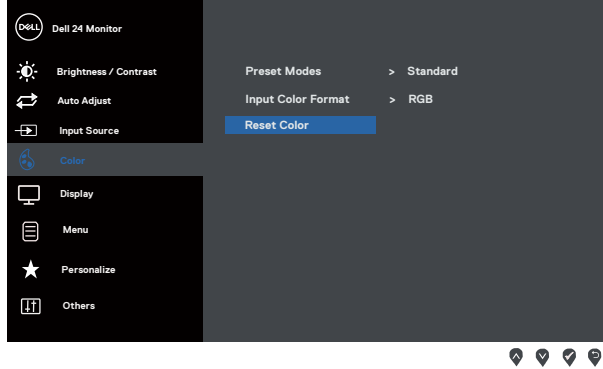 DELL
Dell 24 Monitor
Brightness / Contrast
Auto Adjust
Input Source
Color
Display
Menu
Personalize
Others
Preset Modes > Standard
Input Color Format > RGB
Reset Color